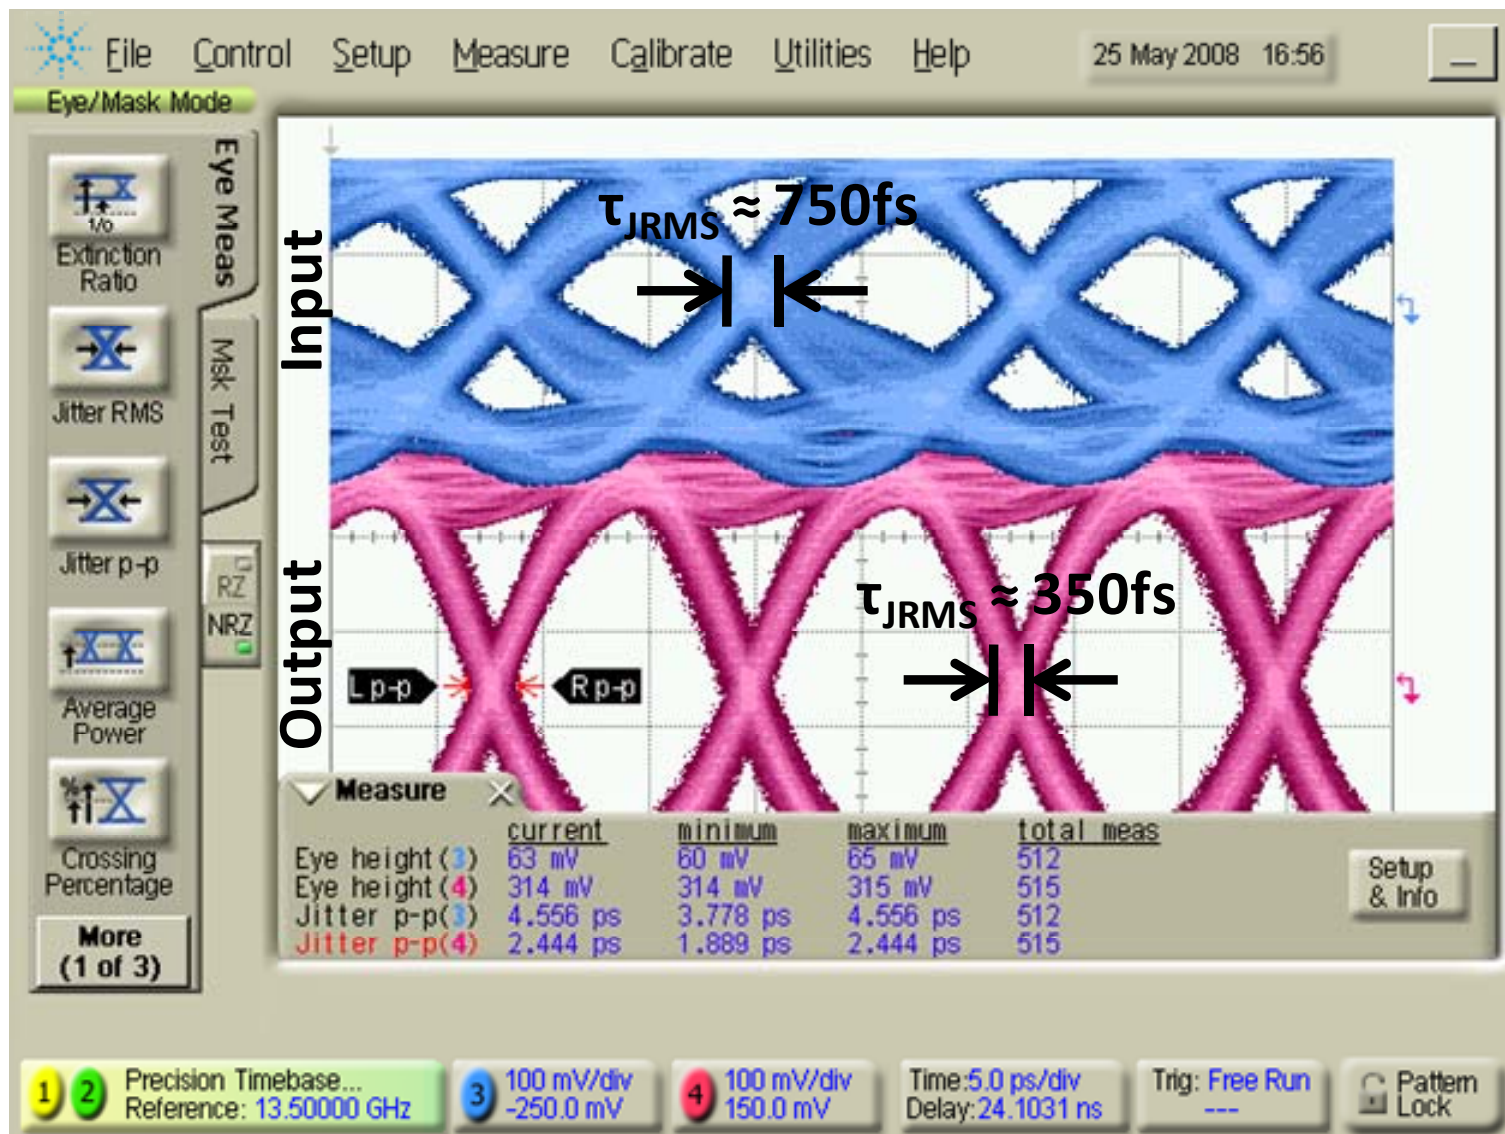 File Control Setup Measure Calibrate Utilities Help 25 May 2008 16:56
Eye/Mask Mode
Eye Meas
Msk Test
1/0
Extinction
Ratio
Jitter RMS
Jitter p-p
RZ
NRZ
Average
Power
%
Crossing
Percentage
More
(1 of 3)
Input
τJRMS ≈ 750fs
Output
τJRMS ≈ 350fs
L p-p
R p-p
Measure
current minimum maximum total meas
Eye height(3) 63 mV 60 mV 65 mV 512
Eye height(4) 314 mV 314 mV 315 mV 515
Jitter p-p(3) 4.556 ps 3.778 ps 4.556 ps 512
Jitter p-p(4) 2.444 ps 1.889 ps 2.444 ps 515
Setup
& Info
1 2 Precision Timebase...
Reference: 13.50000 GHz
3 100 mV/div
-250.0 mV
4 100 mV/div
150.0 mV
Time:5.0 ps/div
Delay:24.1031 ns
Trig: Free Run
---
Pattern
Lock